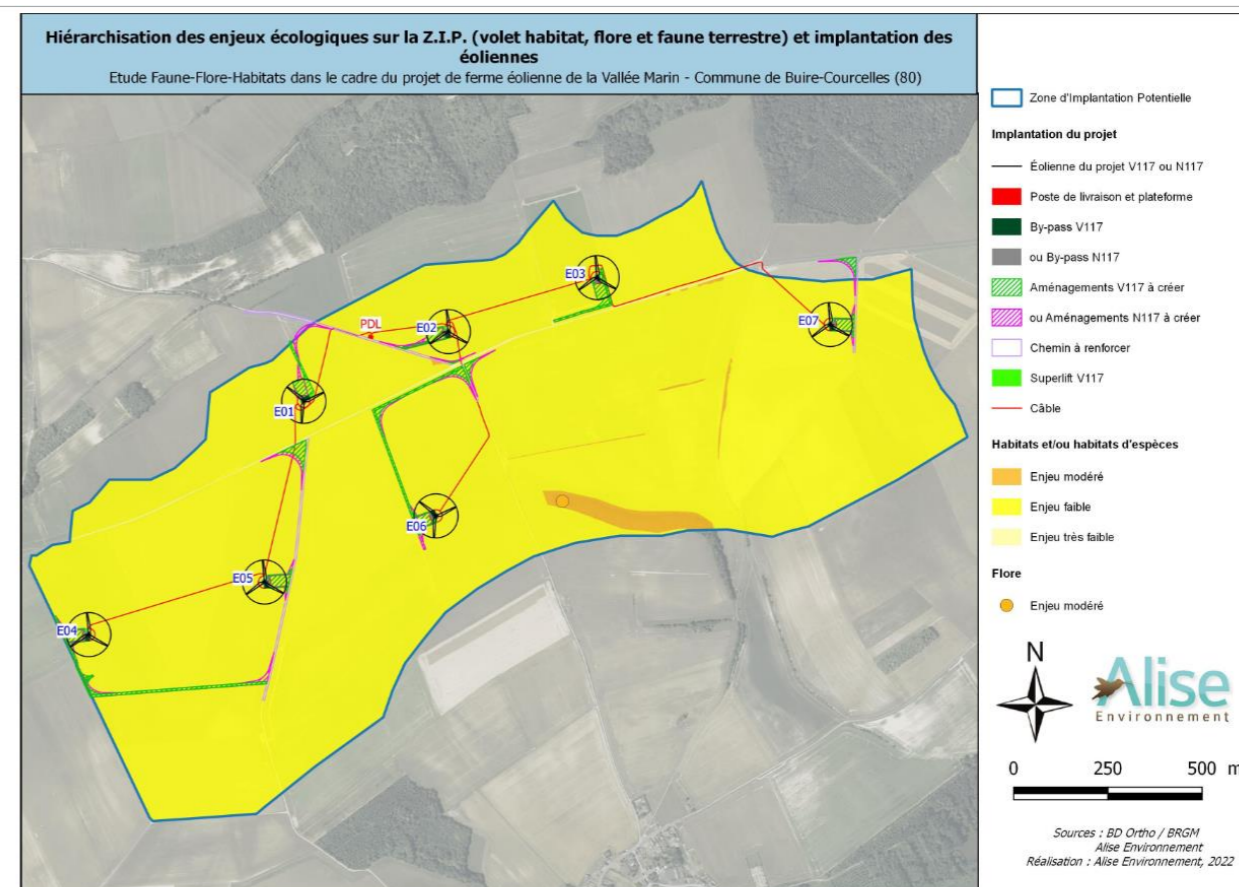 Hiérarchisation des enjeux écologiques sur la Z.I.P. (volet habitat, flore et faune terrestre) et implantation des
éoliennes
Etude Faune-Flore-Habitats dans le cadre du projet de ferme éolienne de la Vallée Marin - Commune de Buire-Courcelles (80)
E03
E07
PDL
E02
E01
E06
E05
E04
Zone d'Implantation Potentielle
Implantation du projet
Éolienne du projet V117 ou N117
Poste de livraison et plateforme
By-pass V117
ou By-pass N117
Aménagements V117 à créer
ou Aménagements N117 à créer
Chemin à renforcer
Superlift V117
Câble
Habitats et/ou habitats d'espèces
Enjeu modéré
Enjeu faible
Enjeu très faible
Flore
Enjeu modéré
N
Alise
Environnement
0 250 500 m
Sources : BD Ortho / BRGM
Alise Environnement
Réalisation : Alise Environnement, 2022